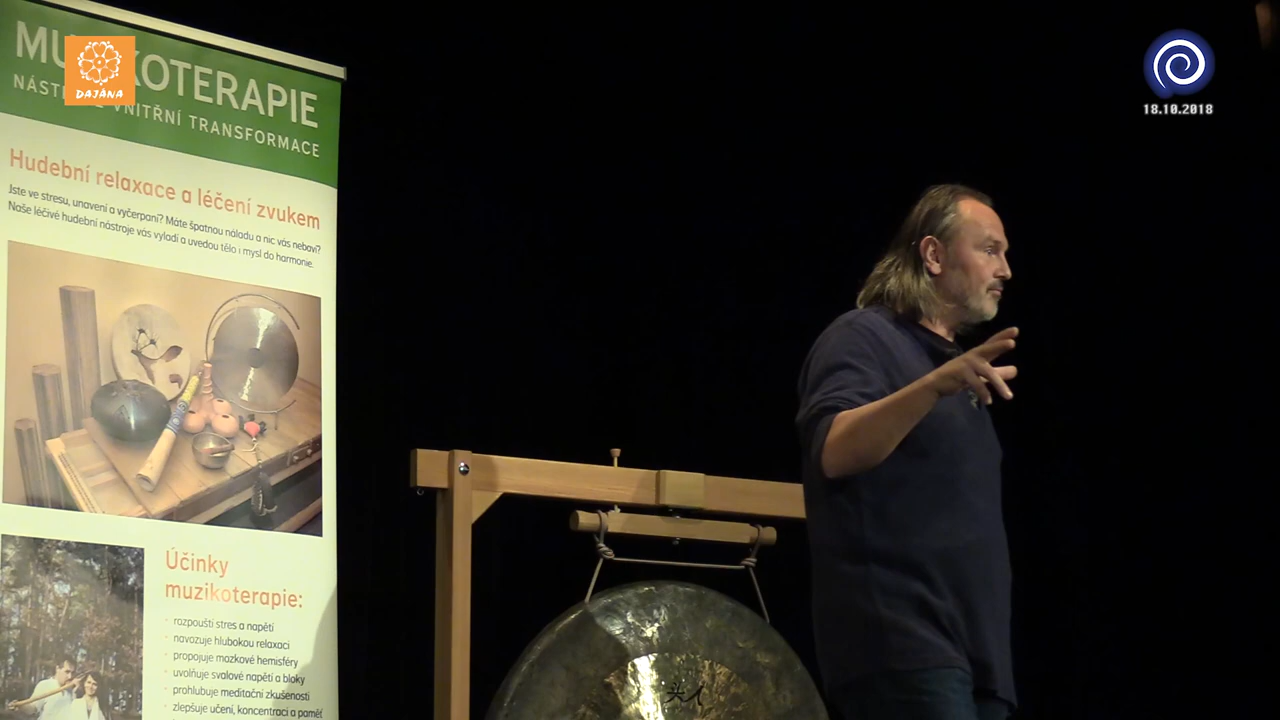 MUZIKOTERAPIE
NÁSTROJE VNITŘNÍ TRANSFORMACE
DAJÁNA
18.10.2018
Hudební relaxace a léčení zvukem
Jste ve stresu, unavení a vyčerpaní? Máte špatnou náladu a nic vás nebaví?
Naše léčivé hudební nástroje vás vyladí a uvedou tělo i mysl do harmonie.
Účinky
muzikoterapie:
· rozpouští stres a napětí
· navozuje hlubokou relaxaci
· propojuje mozkové hemisféry
· uvolňuje svalové napětí a bloky
· prohlubuje meditační zkušenosti
· zlepšuje učení, koncentraci a paměť